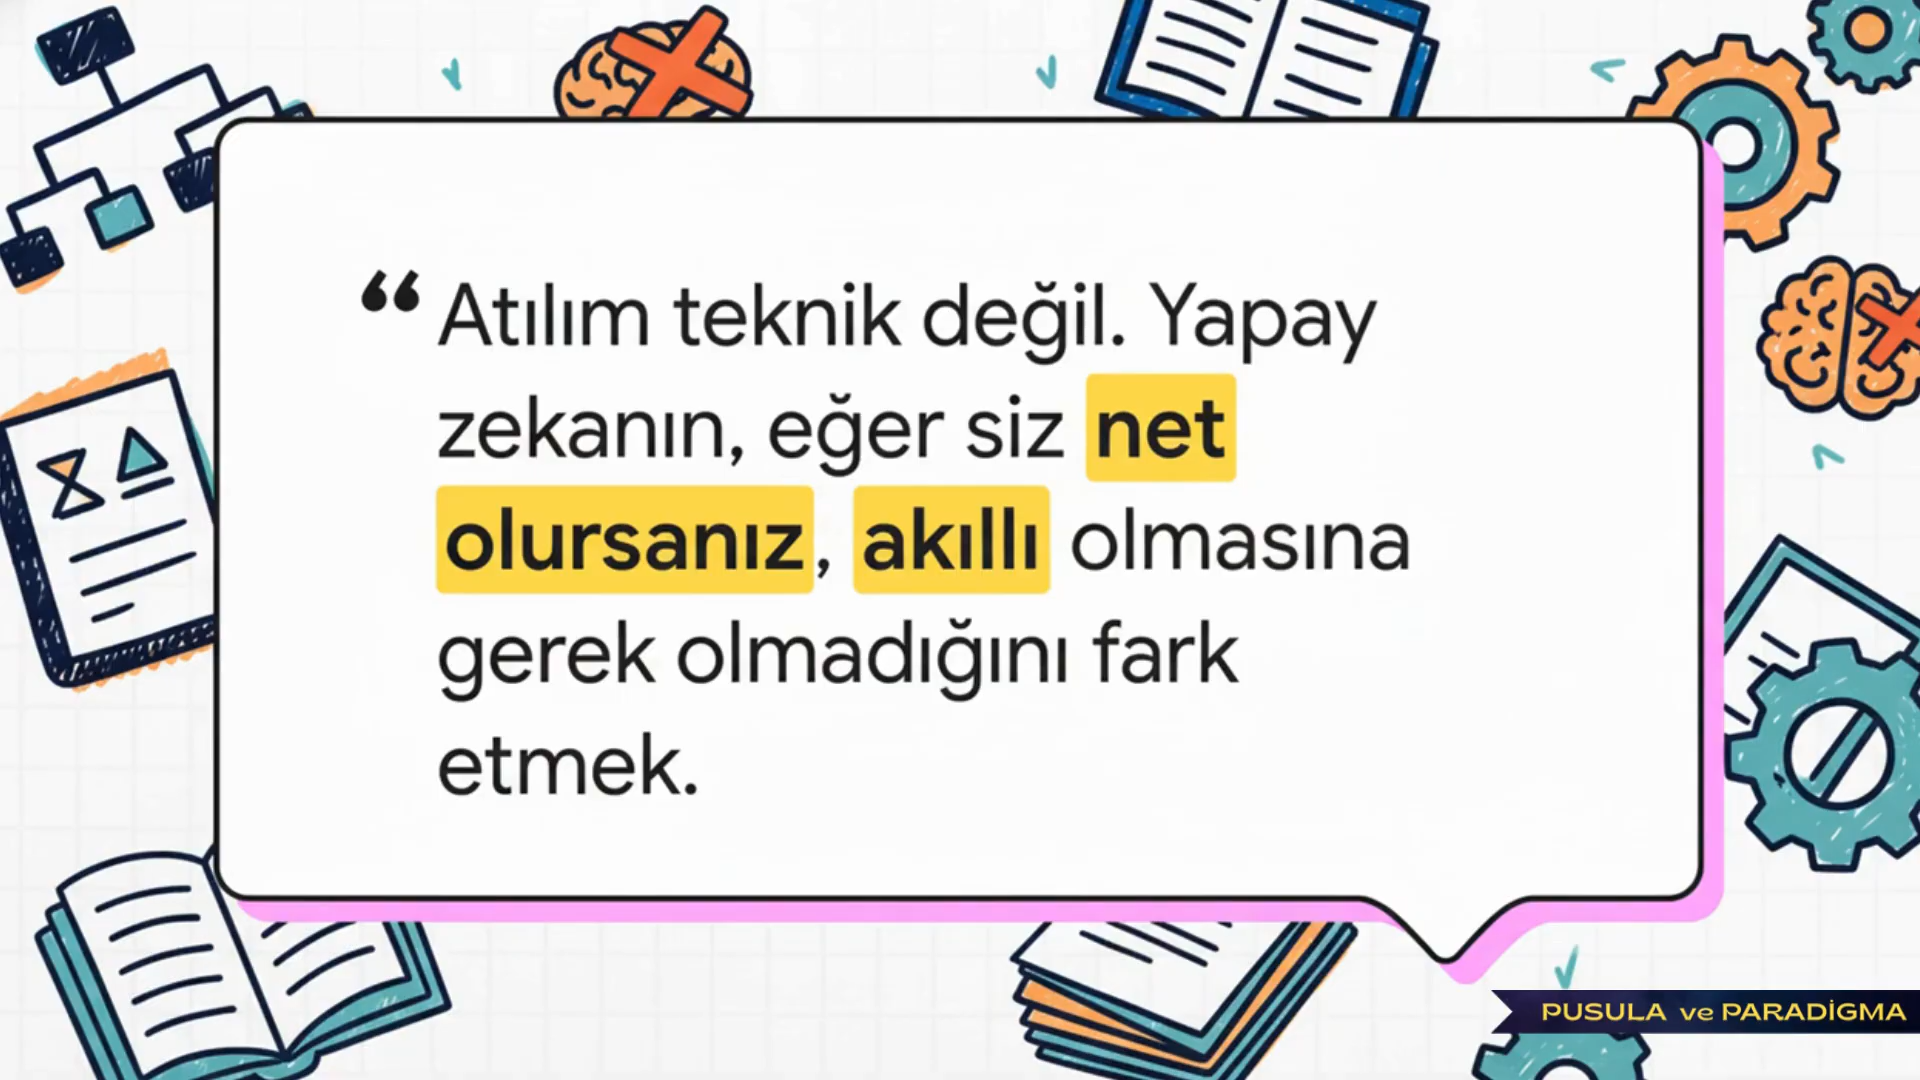 “Atılım teknik değil. Yapay
zekanın, eğer siz net
olursanız, akıllı olmasına
gerek olmadığını fark
etmek.
PUSULA ve PARADİGMA